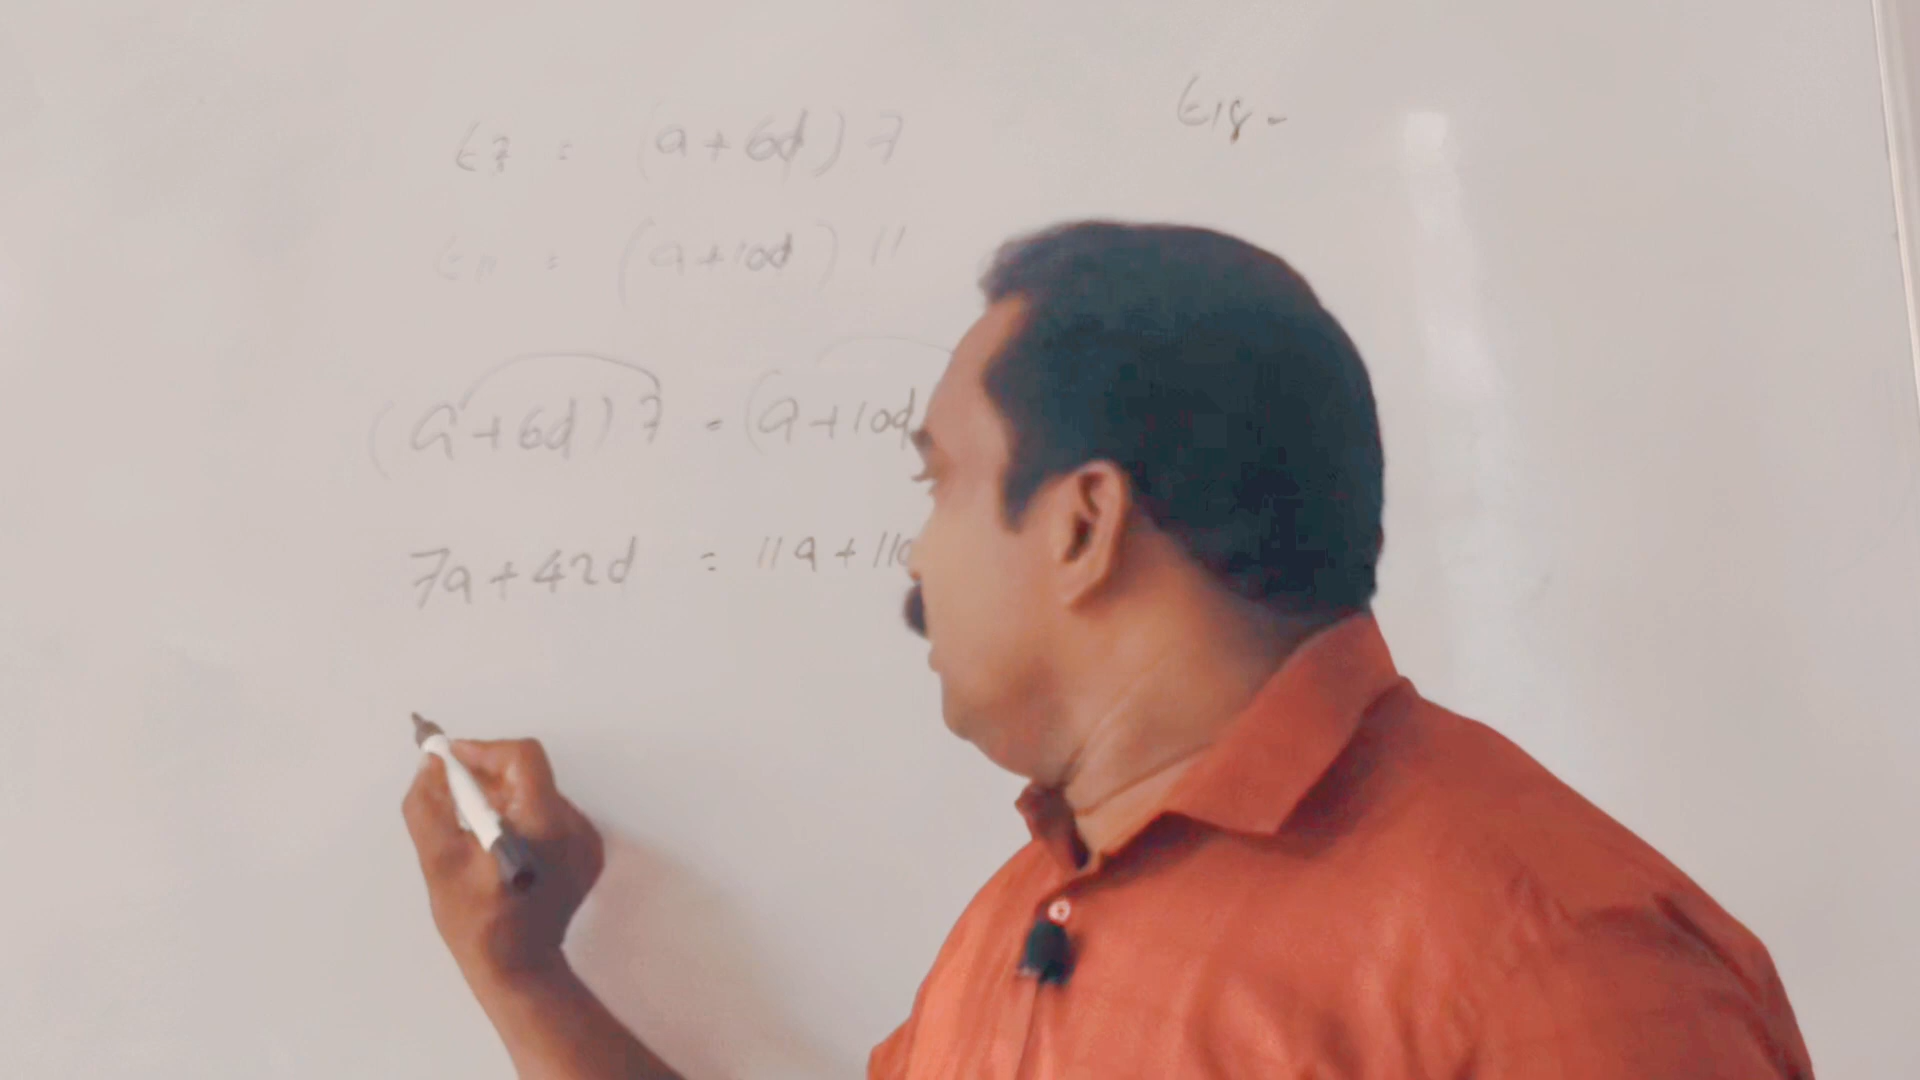 t7 = (a+6d) 7
t18 =
t11 = (a+10d) 11
(a+6d) 7 = (a+10d
7a+42d = 11a+110